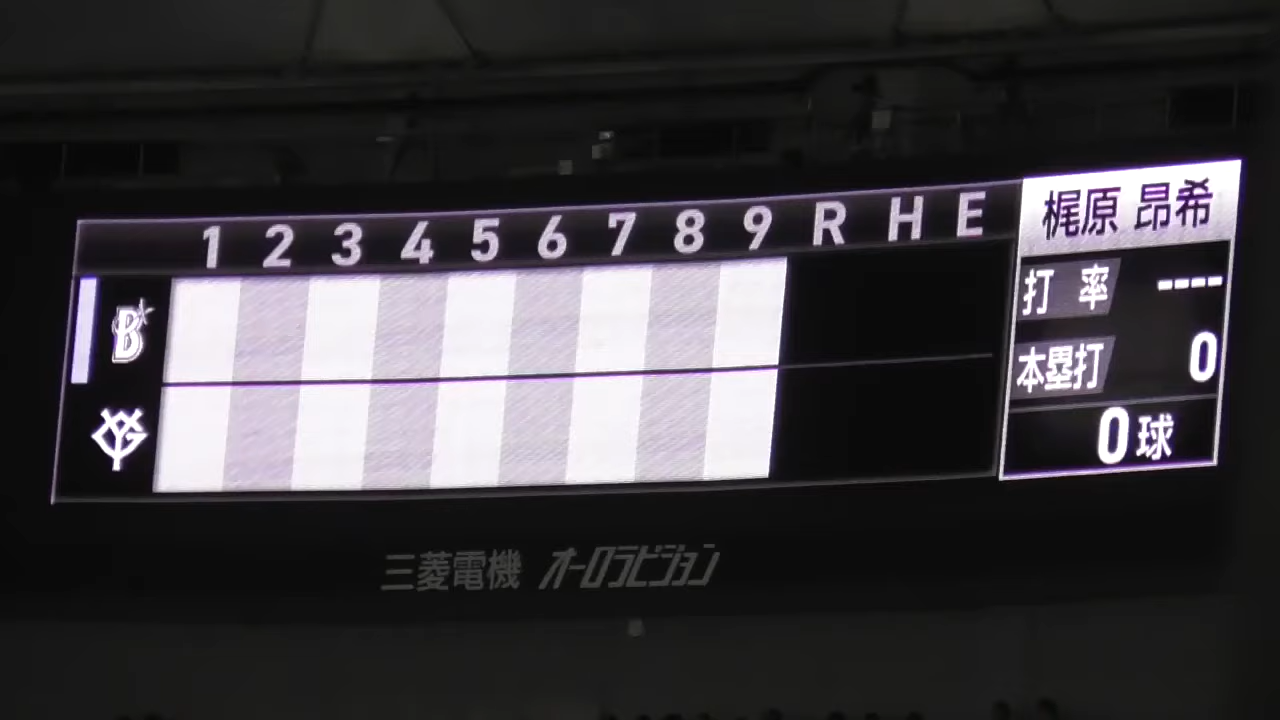 1 2 3 4 5 6 7 8 9 R H E
梶原 昂希
打 率 ----
本塁打 0
0球
B
YG
三菱電機 オーロラビジョン